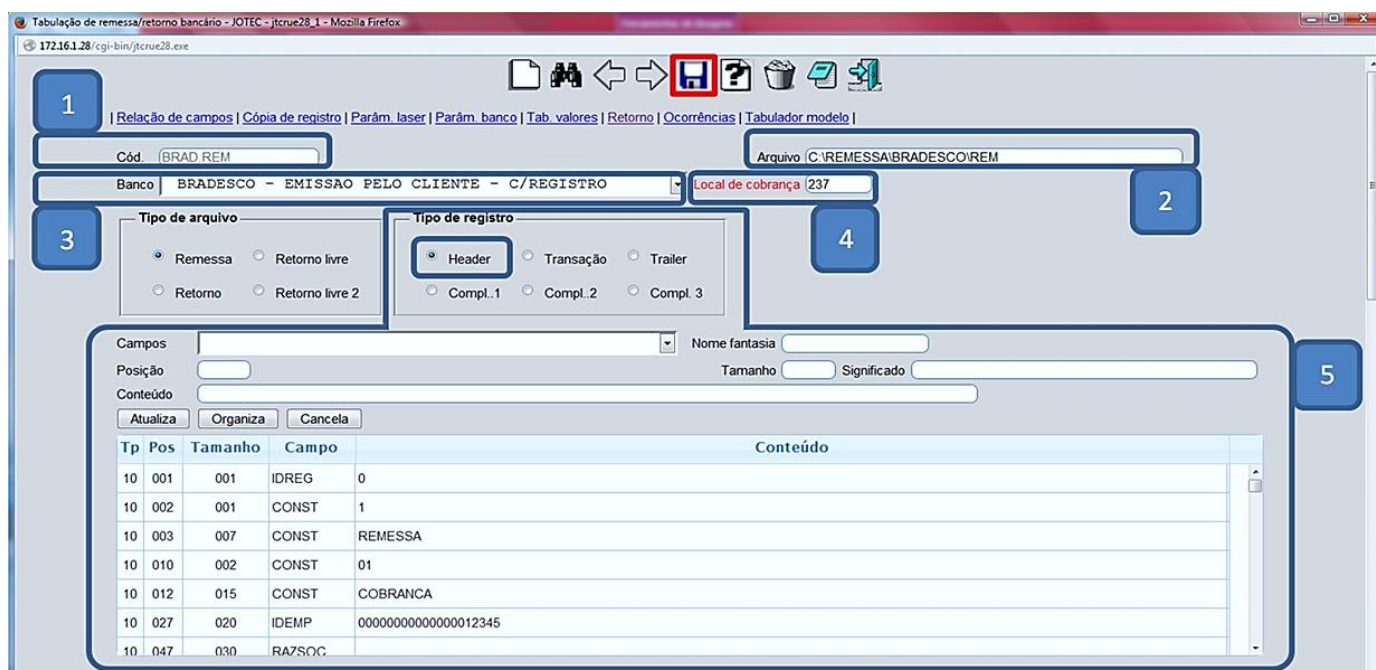 Tabulação de remessa/retorno bancário - JOTEC - jtcrue28_1 - Mozilla Firefox
172.16.1.28/cgi-bin/jtcrue28.exe
1
| Relação de campos | Cópia de registro | Parâm. laser | Parâm. banco | Tab. valores | Retorno | Ocorrências | Tabulador modelo |
Cód. BRAD.REM Arquivo C:\REMESSA\BRADESCO\REM
Banco BRADESCO - EMISSAO PELO CLIENTE - C/REGISTRO Local de cobrança 237
2
3
4
Tipo de arquivo Tipo de registro
Remessa Retorno livre Header Transação Trailer
Retorno Retorno livre 2 Compl..1 Compl..2 Compl. 3
Campos Nome fantasia
Posição Tamanho Significado
5
Conteúdo
Atualiza Organiza Cancela
Tp Pos Tamanho Campo Conteúdo
10 001 001 IDREG 0
10 002 001 CONST 1
10 003 007 CONST REMESSA
10 010 002 CONST 01
10 012 015 CONST COBRANCA
10 027 020 IDEMP 00000000000000012345
10 047 030 RAZSOC